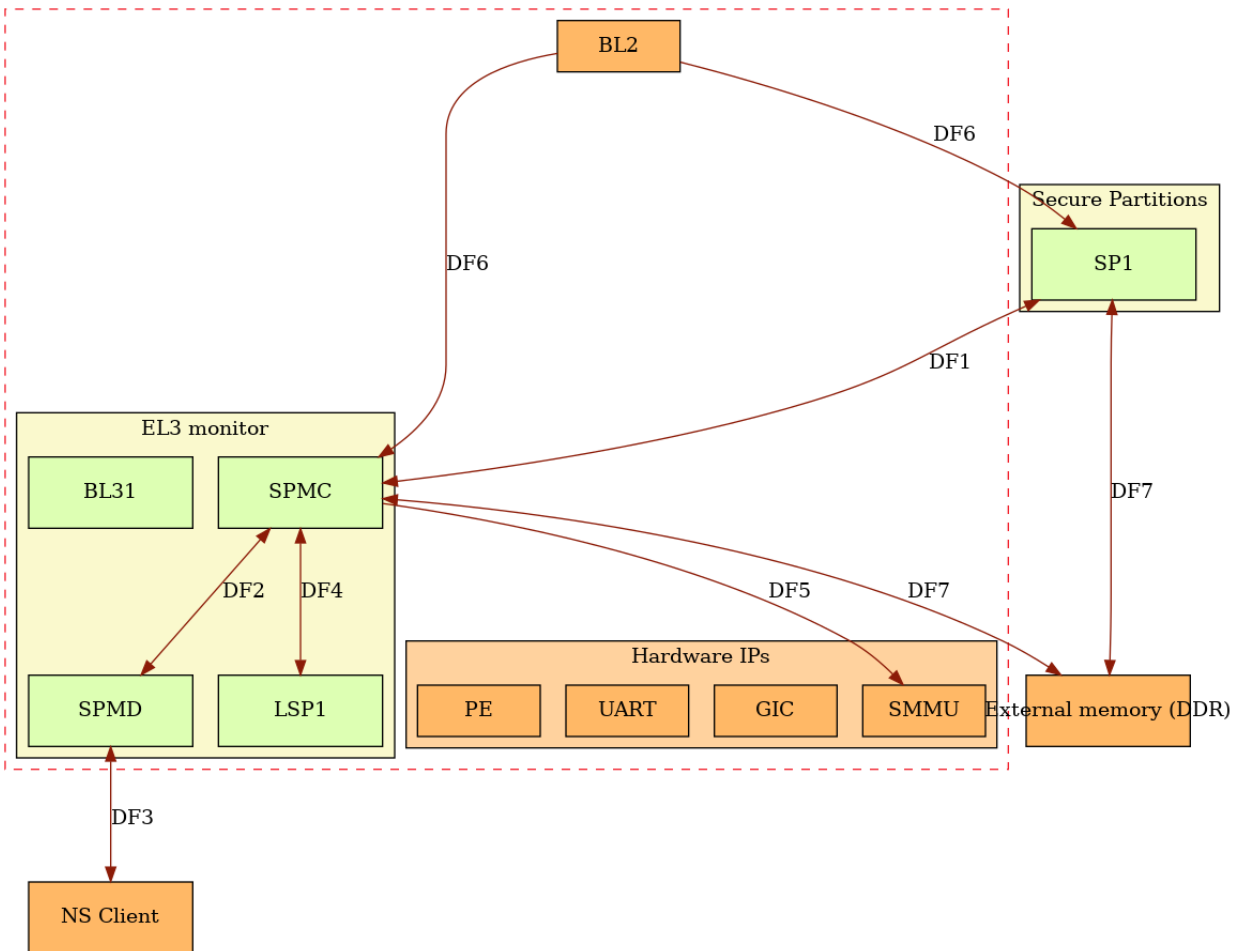 BL2
DF6
Secure Partitions
SP1
DF6
DF1
EL3 monitor
BL31
SPMC
DF7
DF2
DF4
DF5
DF7
Hardware IPs
SPMD
LSP1
PE
UART
GIC
SMMU
External memory (DDR)
DF3
NS Client